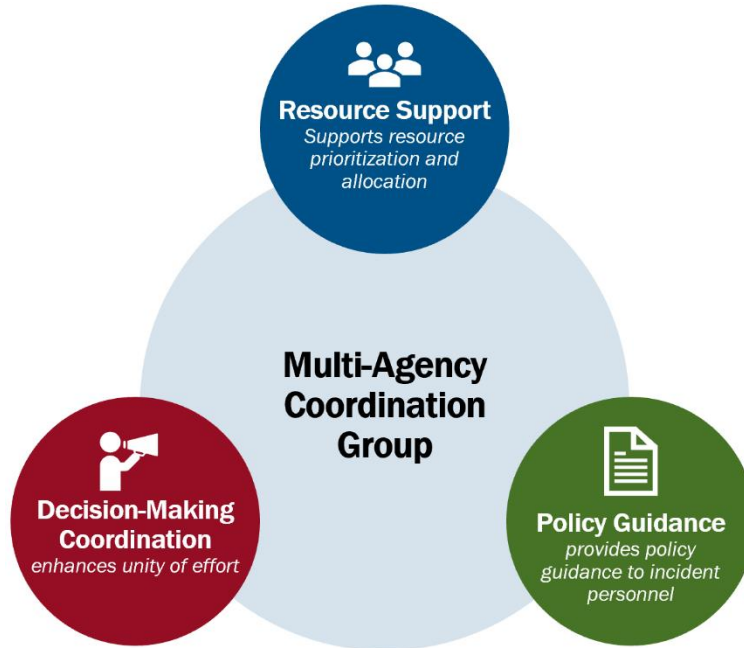 Resource Support
Supports resource
prioritization and
allocation
Multi-Agency
Coordination
Group
Decision-Making
Coordination
enhances unity of effort
Policy Guidance
provides policy
guidance to incident
personnel